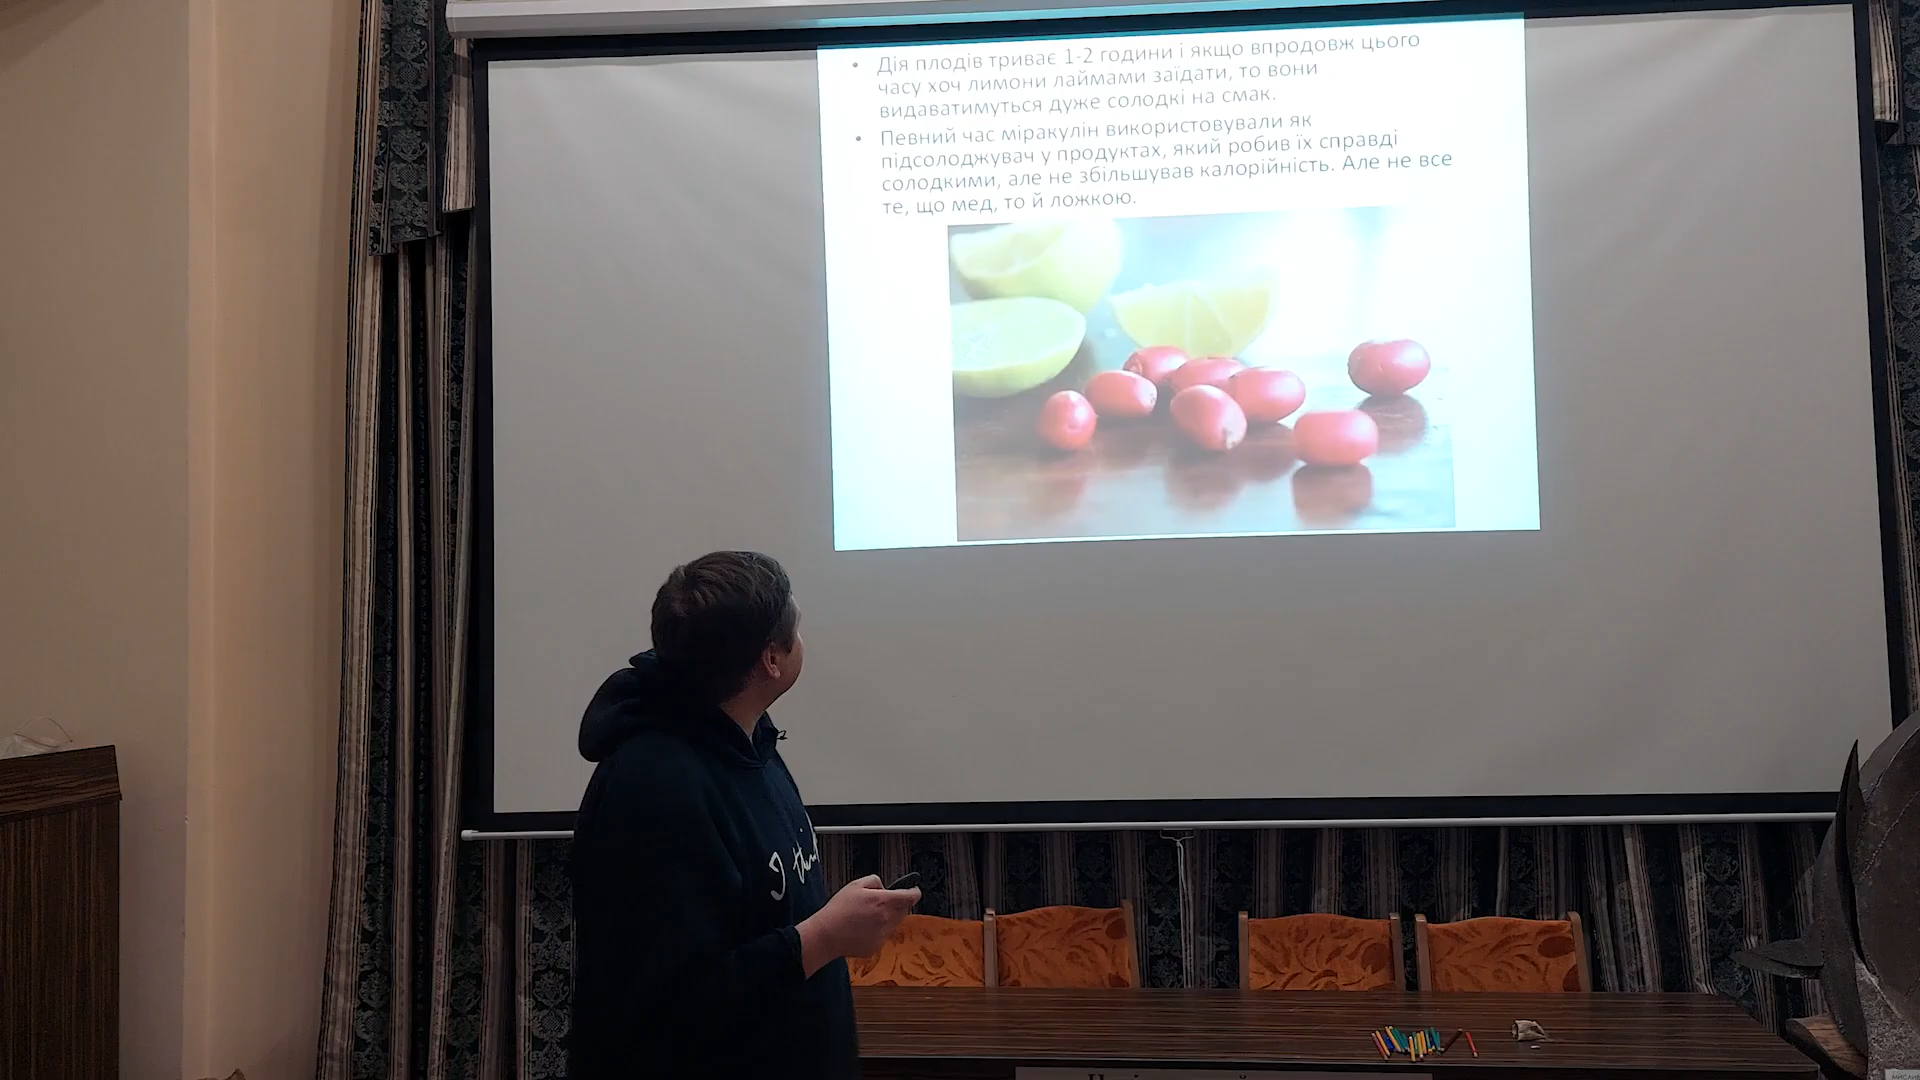 • Дія плодів триває 1-2 години і якщо впродовж цього
часу хоч лимони лаймами заїдати, то вони
видаватимуться дуже солодкі на смак.
• Певний час міракулін використовували як
підсолоджувач у продуктах, який робив їх справді
солодкими, але не збільшував калорійність. Але не все
те, що мед, то й ложкою.
I think